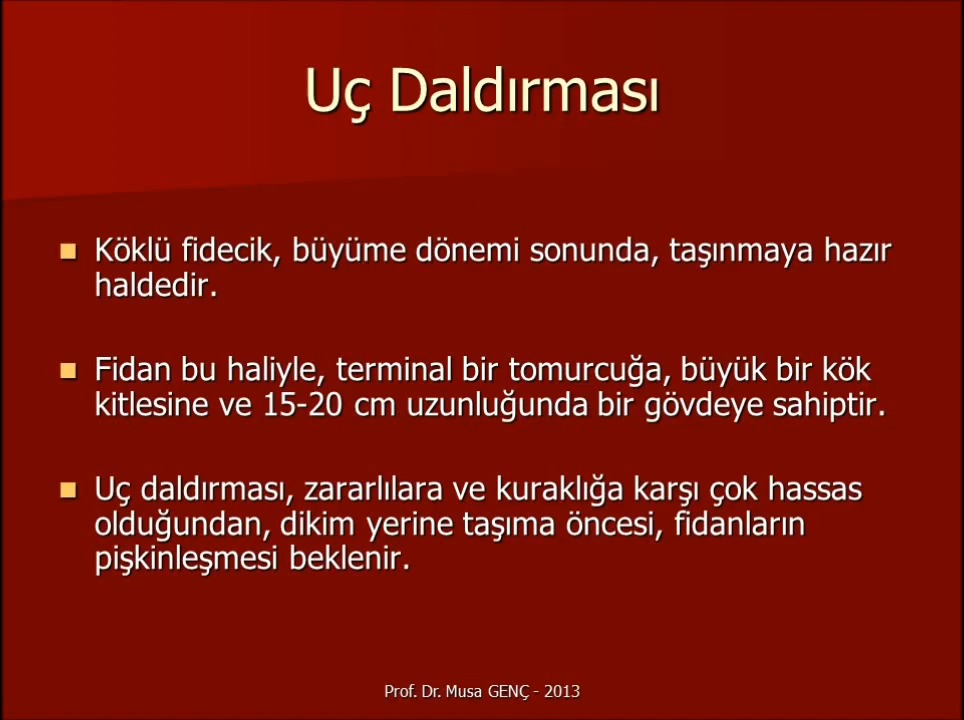 Uç Daldırması
Köklü fidecik, büyüme dönemi sonunda, taşınmaya hazır
haldedir.
Fidan bu haliyle, terminal bir tomurcuğa, büyük bir kök
kitlesine ve 15-20 cm uzunluğunda bir gövdeye sahiptir.
Uç daldırması, zararlılara ve kuraklığa karşı çok hassas
olduğundan, dikim yerine taşıma öncesi, fidanların
pişkinleşmesi beklenir.
Prof. Dr. Musa GENÇ - 2013